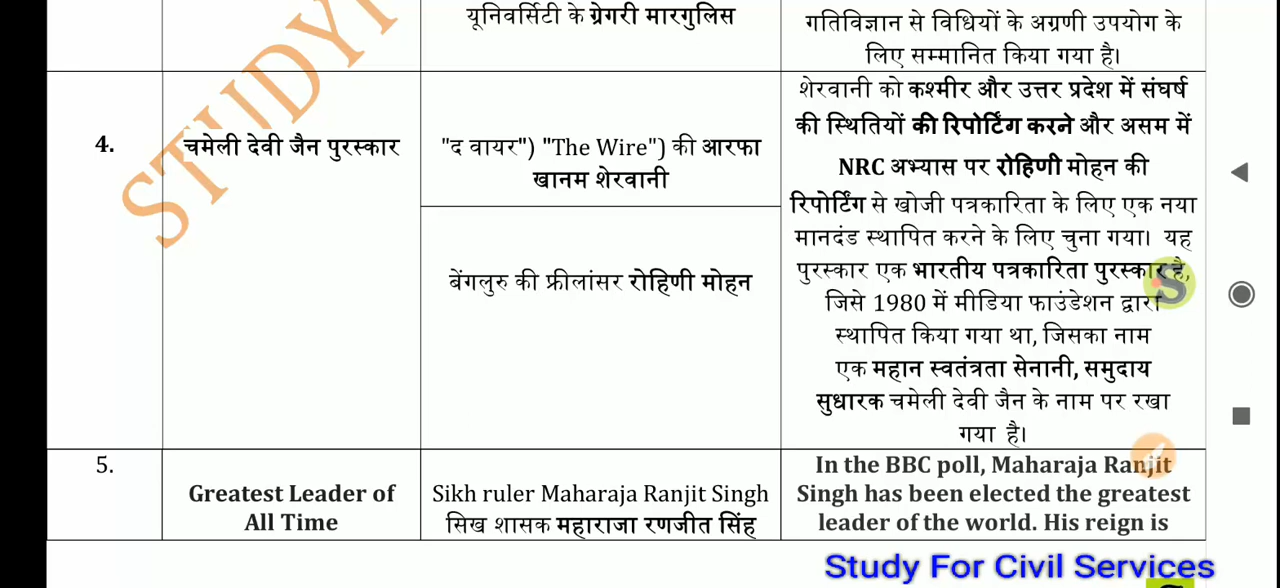 यूनिवर्सिटी के ग्रेगरी मारगुलिस
गतिविज्ञान से विधियों के अग्रणी उपयोग के
लिए सम्मानित किया गया है।
4.
चमेली देवी जैन पुरस्कार
"द वायर") "The Wire") की आरफा
खानम शेरवानी
बेंगलुरु की फ्रीलांसर रोहिणी मोहन
शेरवानी को कश्मीर और उत्तर प्रदेश में संघर्ष
की स्थितियों की रिपोर्टिंग करने और असम में
NRC अभ्यास पर रोहिणी मोहन की
रिपोर्टिंग से खोजी पत्रकारिता के लिए एक नया
मानदंड स्थापित करने के लिए चुना गया। यह
पुरस्कार एक भारतीय पत्रकारिता पुरस्कार है,
जिसे 1980 में मीडिया फाउंडेशन द्वारा
स्थापित किया गया था, जिसका नाम
एक महान स्वतंत्रता सेनानी, समुदाय
सुधारक चमेली देवी जैन के नाम पर रखा
गया है।
5.
Greatest Leader of
All Time
Sikh ruler Maharaja Ranjit Singh
सिख शासक महाराजा रणजीत सिंह
In the BBC poll, Maharaja Ranjit
Singh has been elected the greatest
leader of the world. His reign is
STUDY
S
Study For Civil Services